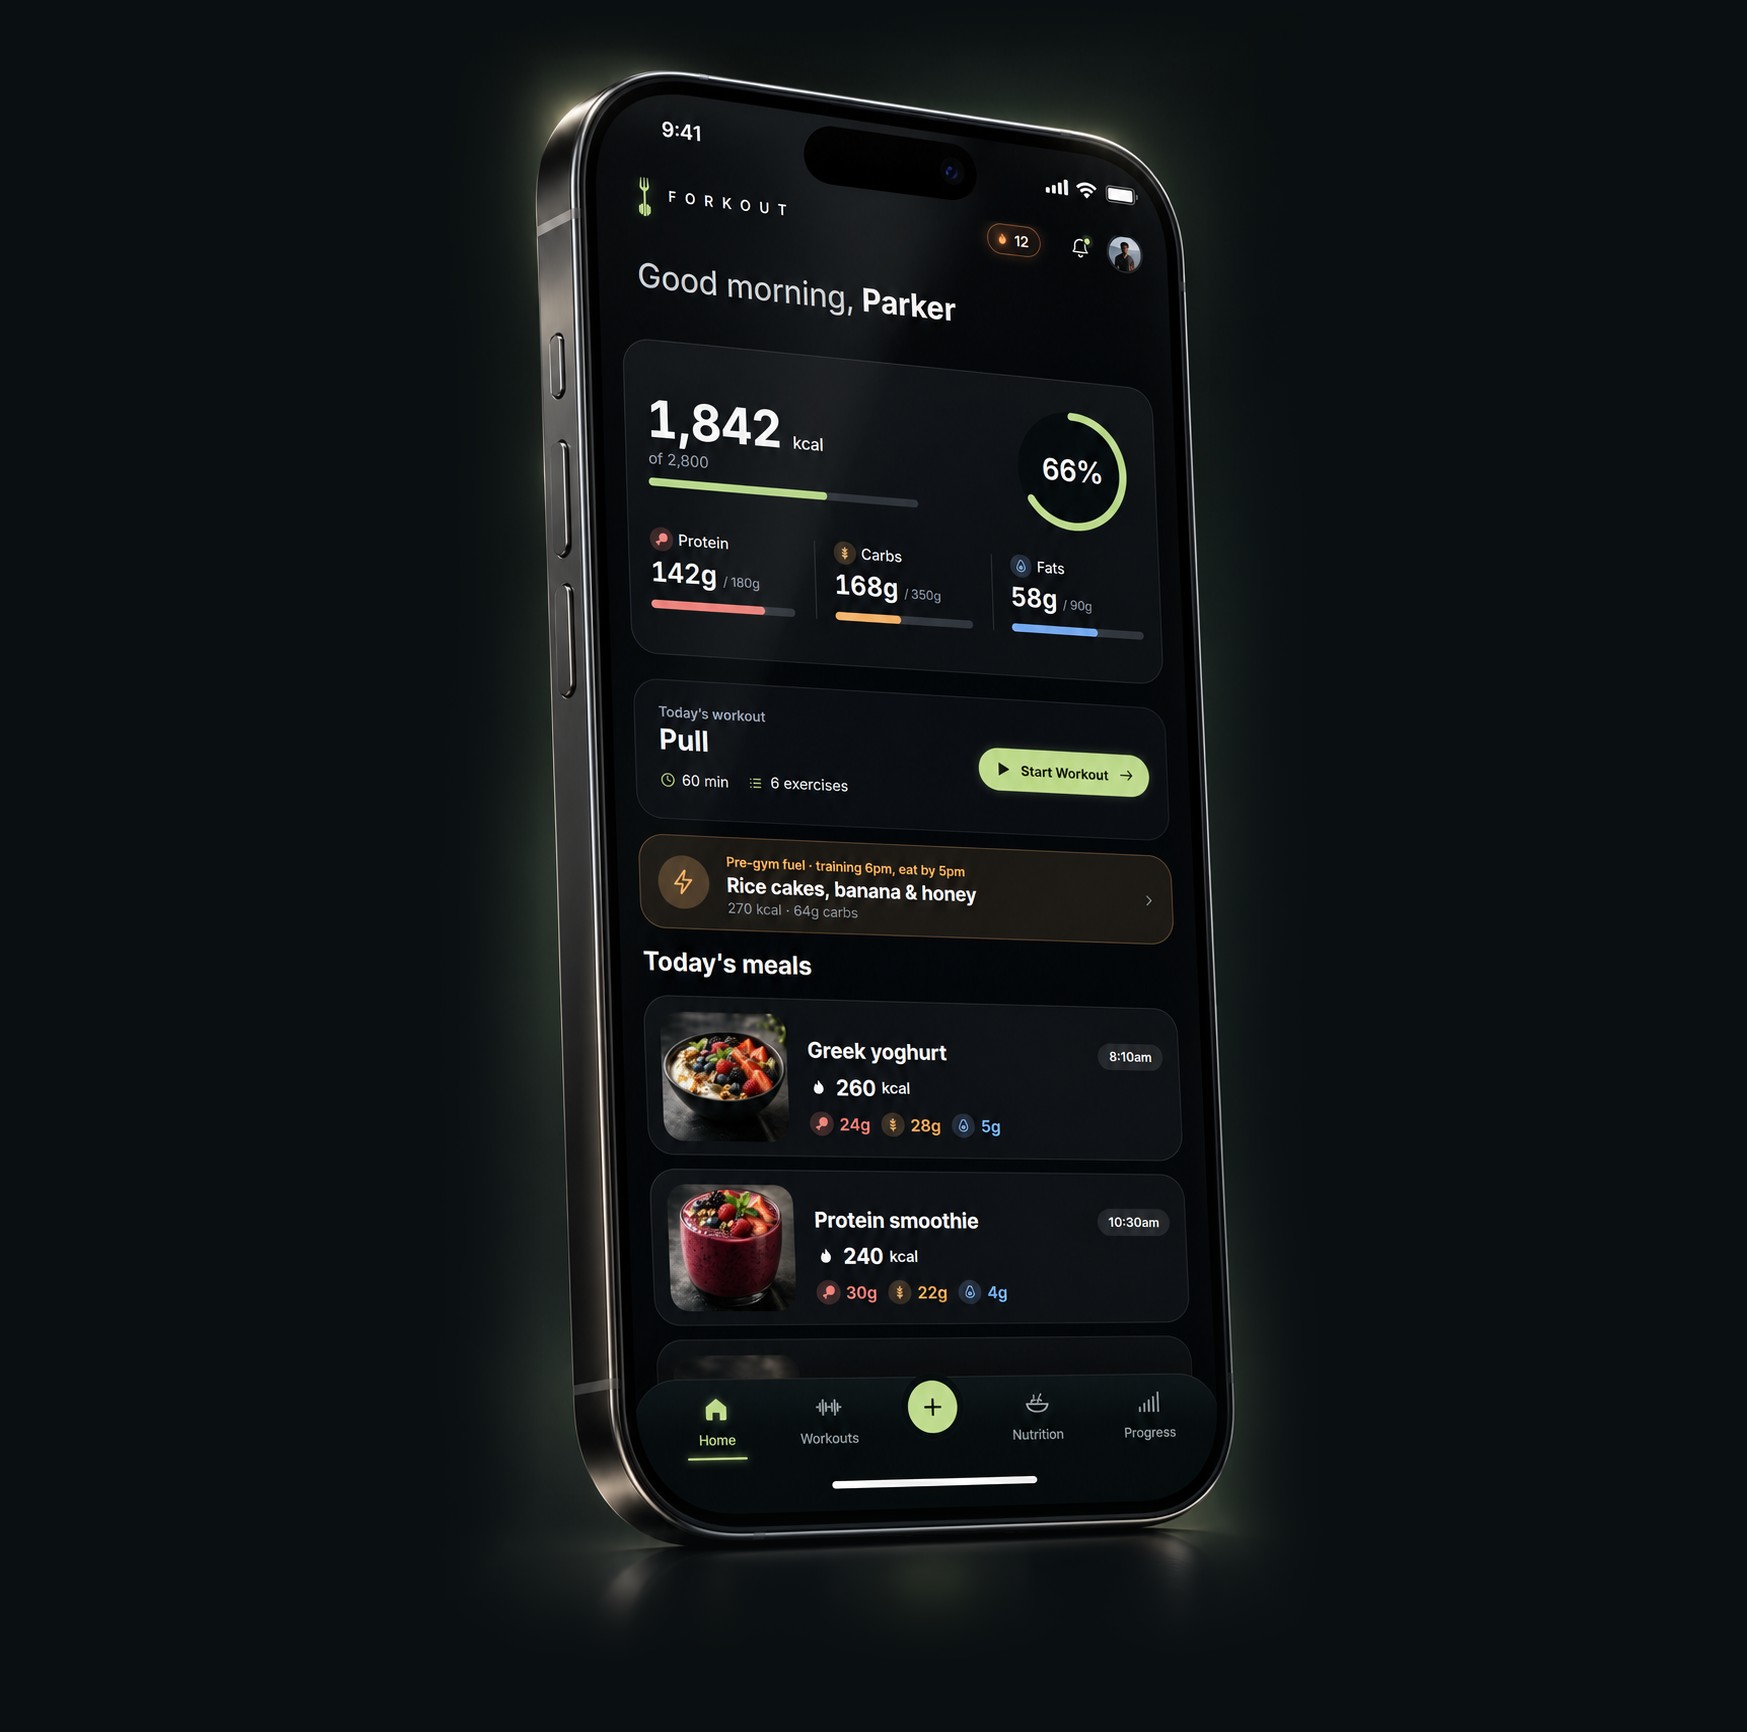 9:41
FORKOUT
12
Good morning, Parker
1,842 kcal
of 2,800
66%
Protein
142g / 180g
Carbs
168g / 350g
Fats
58g / 90g
Today's workout
Pull
60 min
6 exercises
Start Workout
Pre-gym fuel · training 6pm, eat by 5pm
Rice cakes, banana & honey
270 kcal · 64g carbs
Today's meals
Greek yoghurt
8:10am
260 kcal
24g 28g 5g
Protein smoothie
10:30am
240 kcal
30g 22g 4g
Home
Workouts
Nutrition
Progress